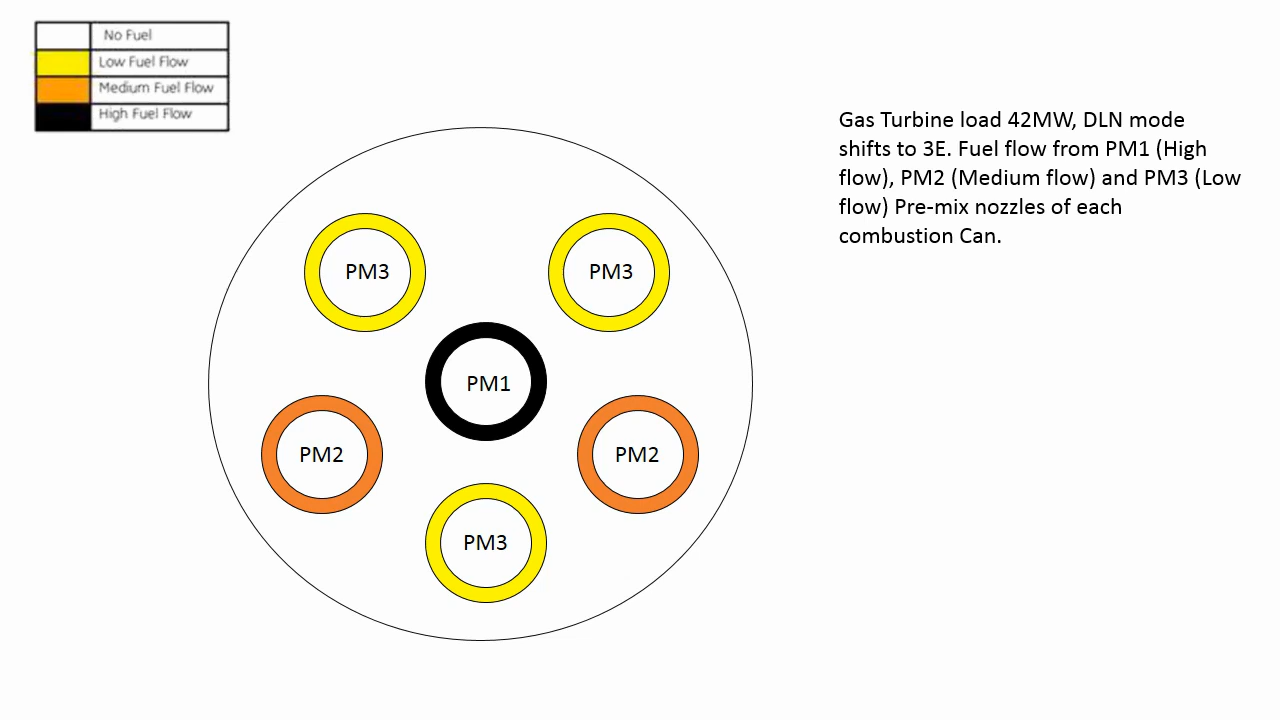 No Fuel
Low Fuel Flow
Medium Fuel Flow
High Fuel Flow
Gas Turbine load 42MW, DLN mode
shifts to 3E. Fuel flow from PM1 (High
flow), PM2 (Medium flow) and PM3 (Low
flow) Pre-mix nozzles of each
combustion Can.
PM3
PM3
PM1
PM2
PM2
PM3